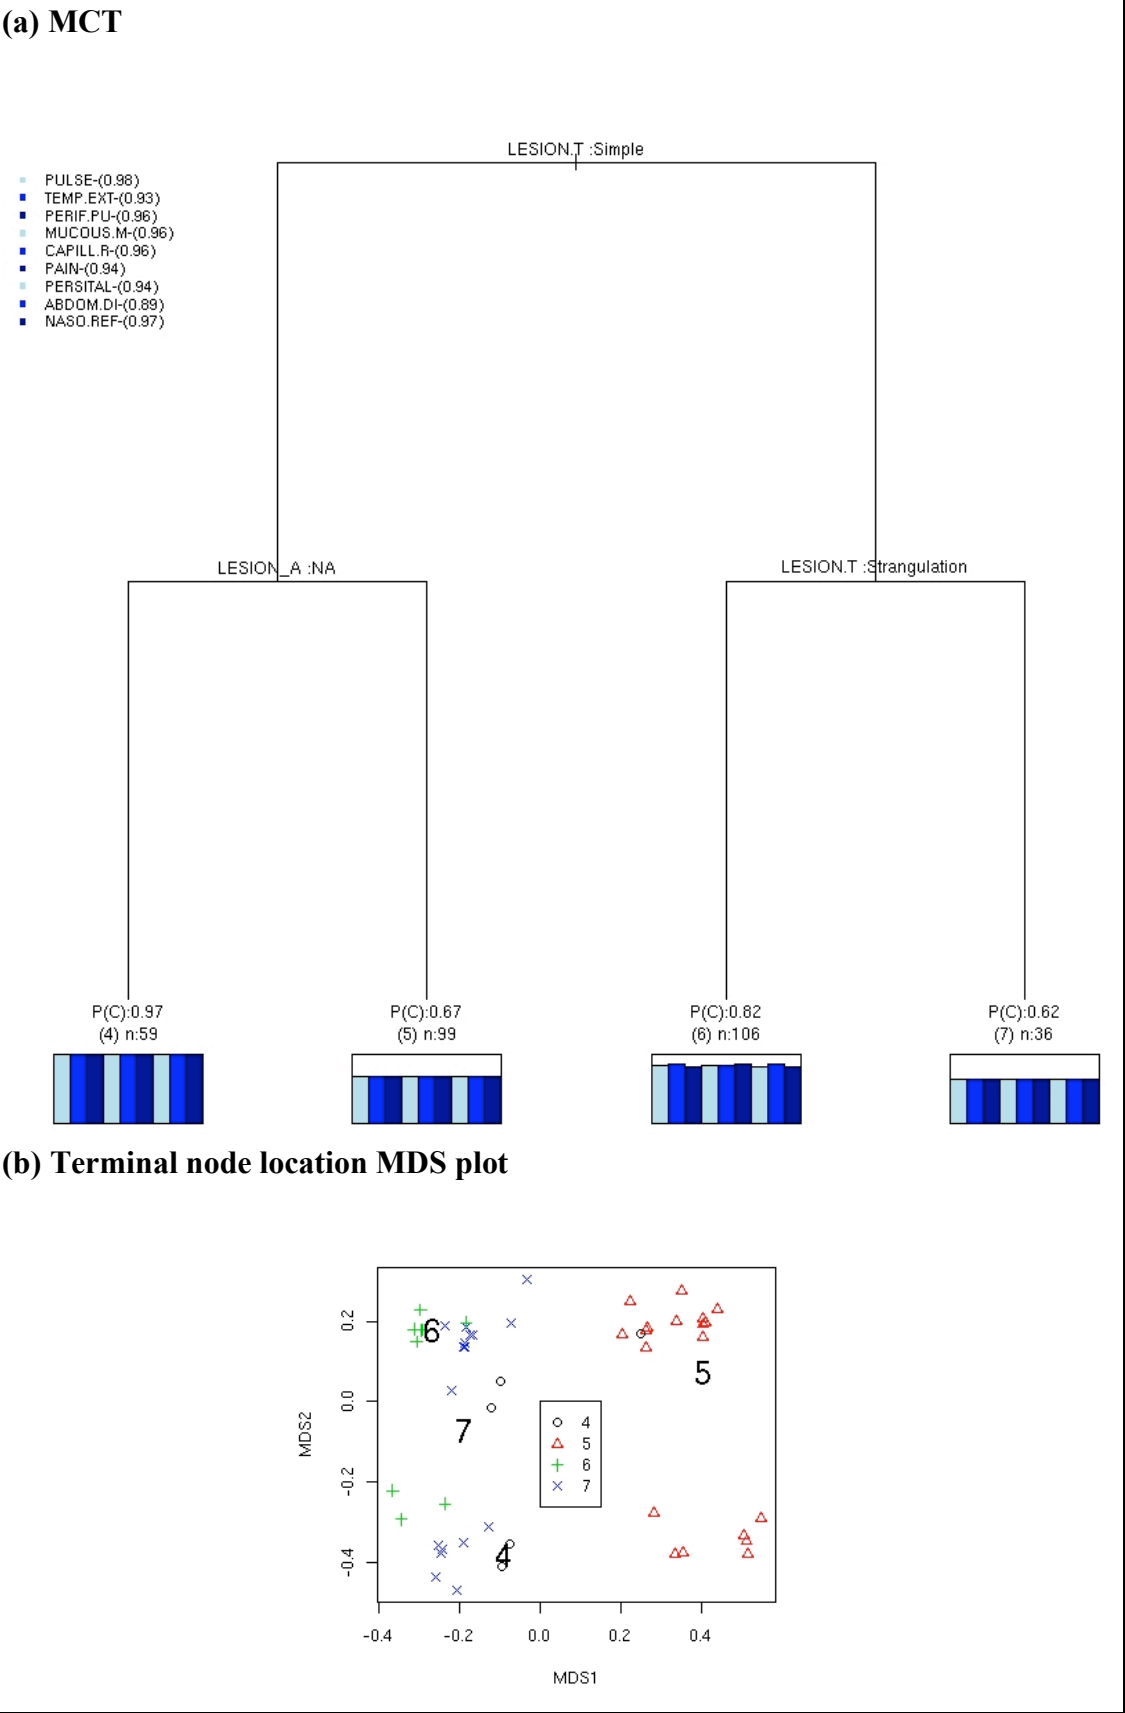 (a) MCT
LESION.T :Simple
PULSE-(0.98)
TEMP.EXT-(0.93)
PERIF.PU-(0.96)
MUCOUS.M-(0.96)
CAPILL.R-(0.96)
PAIN-(0.94)
PERSITAL-(0.94)
ABDOM.DI-(0.89)
NASO.REF-(0.97)
LESION_A :NA
LESION.T :Strangulation
P(C):0.97
(4) n:59
P(C):0.67
(5) n:99
P(C):0.82
(6) n:106
P(C):0.62
(7) n:36
(b) Terminal node location MDS plot
6
5
7
4
4
5
6
7
0.2
0.0
-0.2
-0.4
MDS2
-0.4 -0.2 0.0 0.2 0.4
MDS1